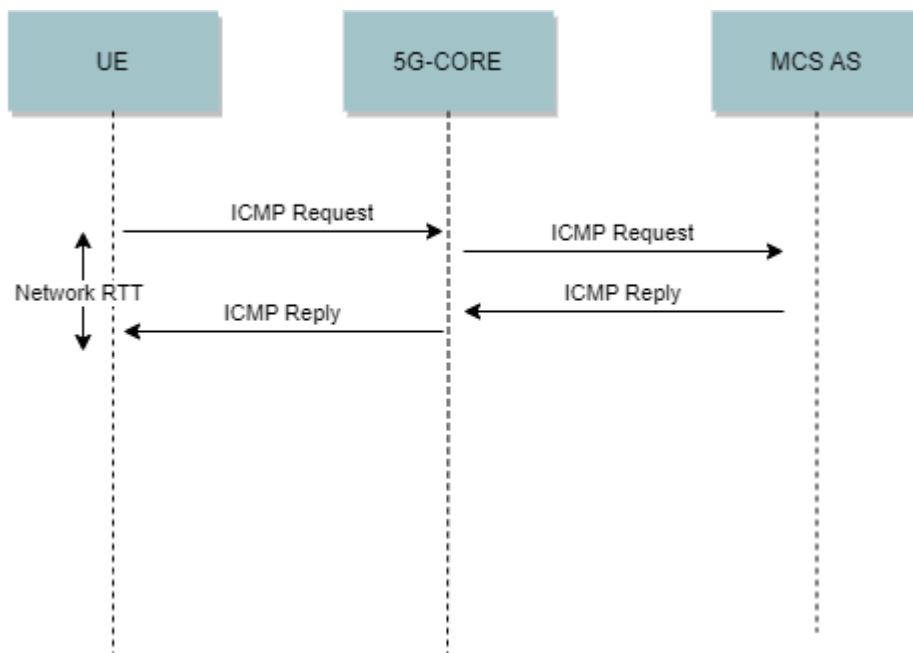 UE
5G-CORE
MCS AS
ICMP Request
ICMP Request
Network RTT
ICMP Reply
ICMP Reply